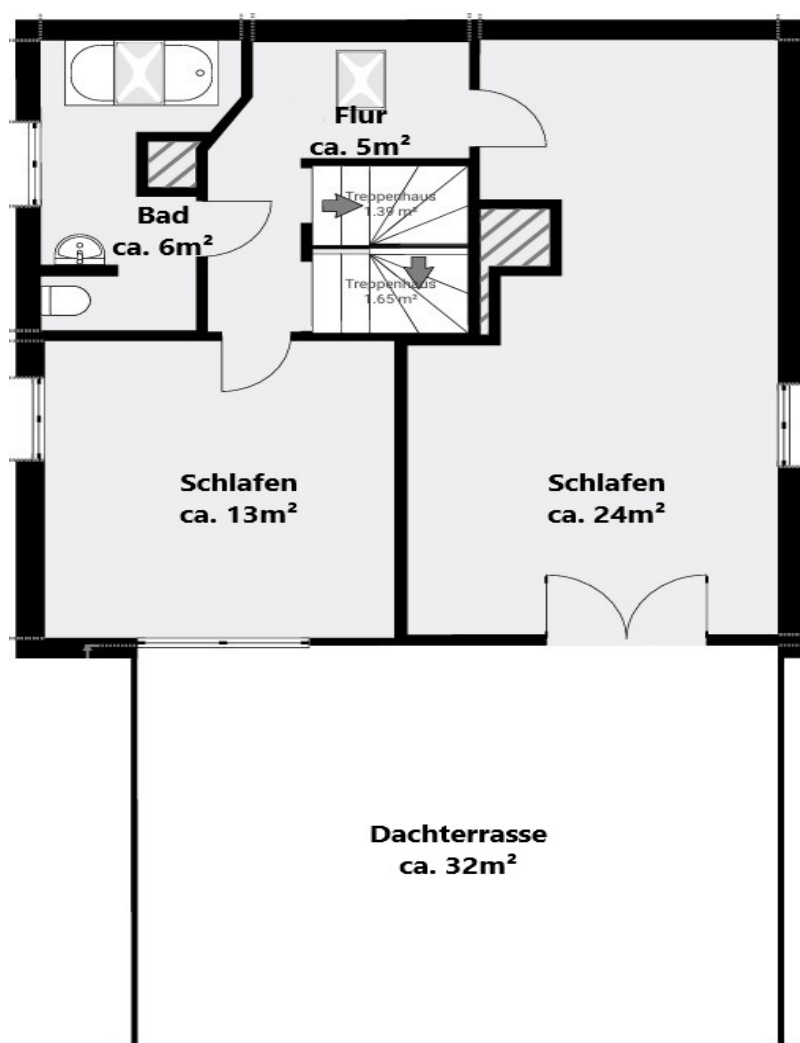 Flur
ca. 5m²
Treppenhaus
1.39 m²
Bad
ca. 6m²
Treppenhaus
1.65 m²
Schlafen
ca. 13m²
Schlafen
ca. 24m²
Dachterrasse
ca. 32m²